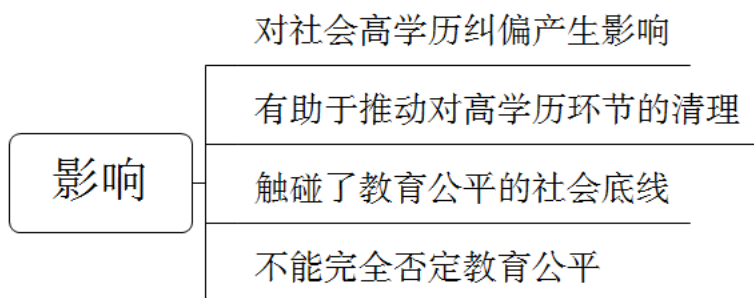 影响
对社会高学历纠偏产生影响
有助于推动对高学历环节的清理
触碰了教育公平的社会底线
不能完全否定教育公平